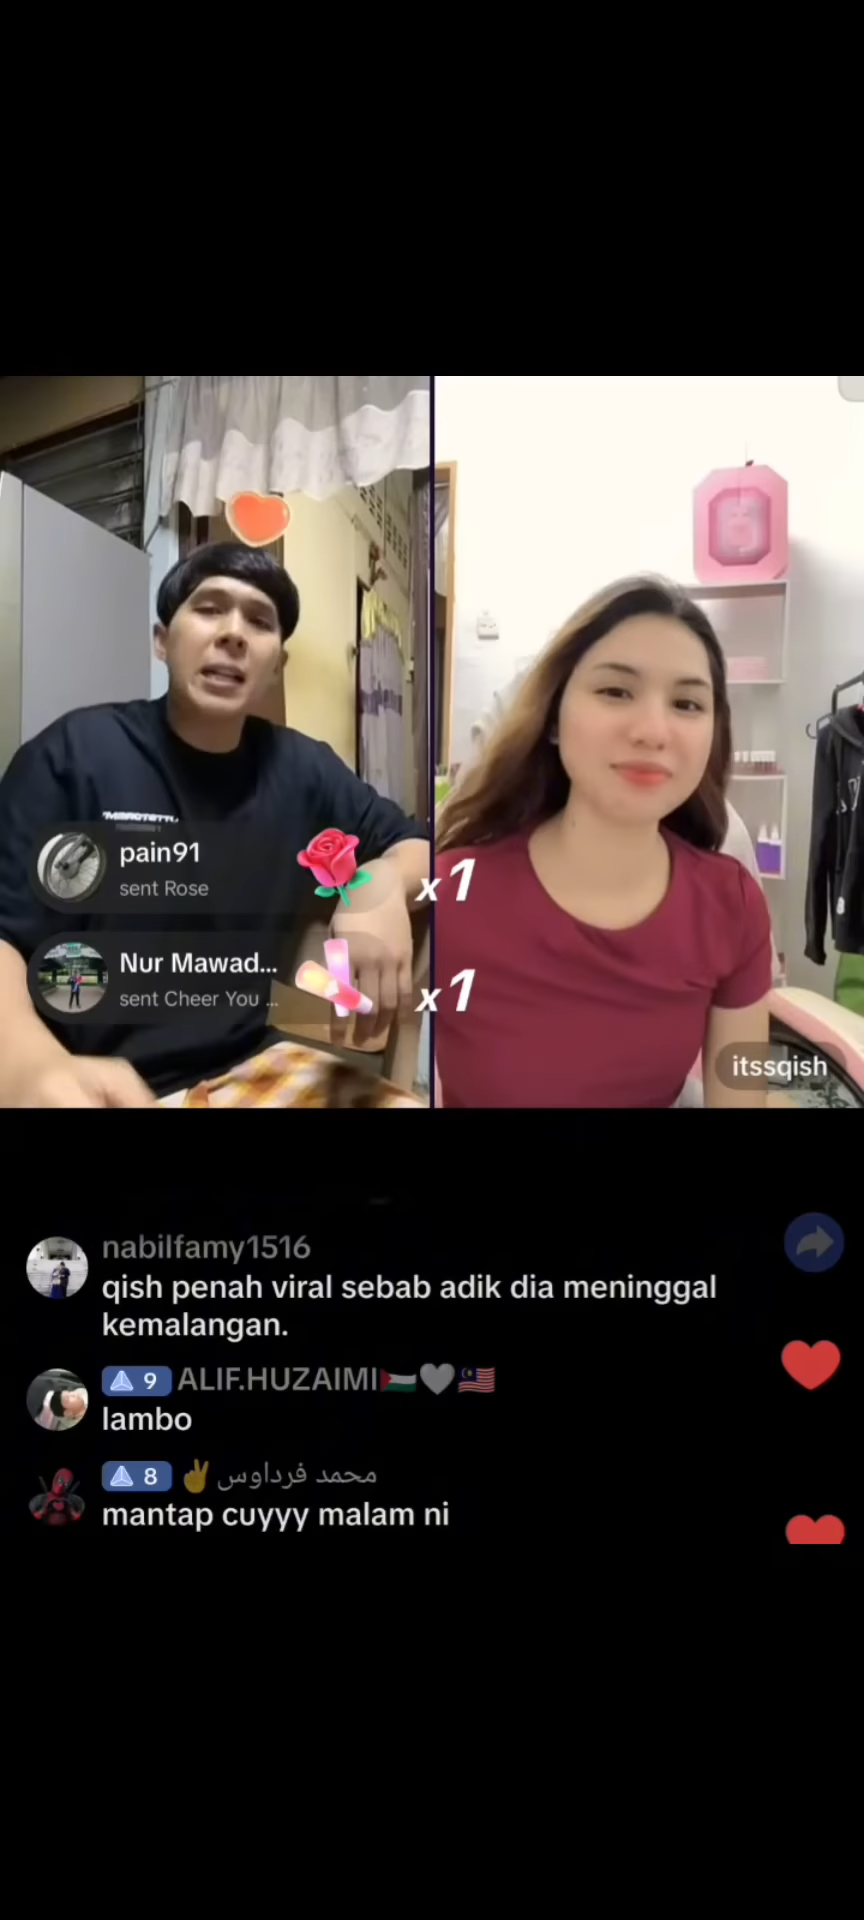 pain91
sent Rose
x1
Nur Mawad...
sent Cheer You ...
x1
itssqish
nabilfamy1516
qish penah viral sebab adik dia meninggal
kemalangan.
9 ALIF.HUZAIMI🇵🇸🩶🇲🇾
lambo
8 ✌️محمد فرداوس
mantap cuyyy malam ni